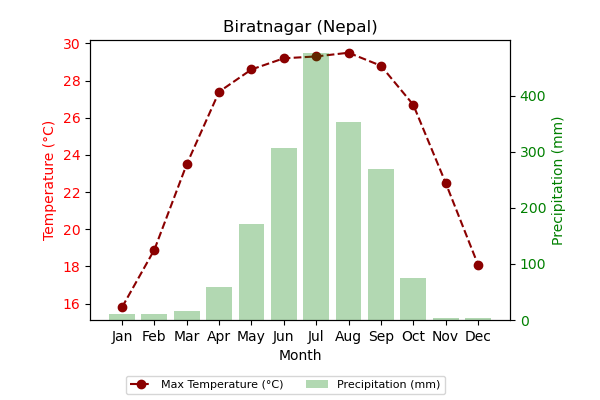 Biratnagar (Nepal)
30
28
26
24
22
20
18
16
Temperature (°C)
400
300
200
100
0
Precipitation (mm)
Jan Feb Mar Apr May Jun Jul Aug Sep Oct Nov Dec
Month
Max Temperature (°C) Precipitation (mm)